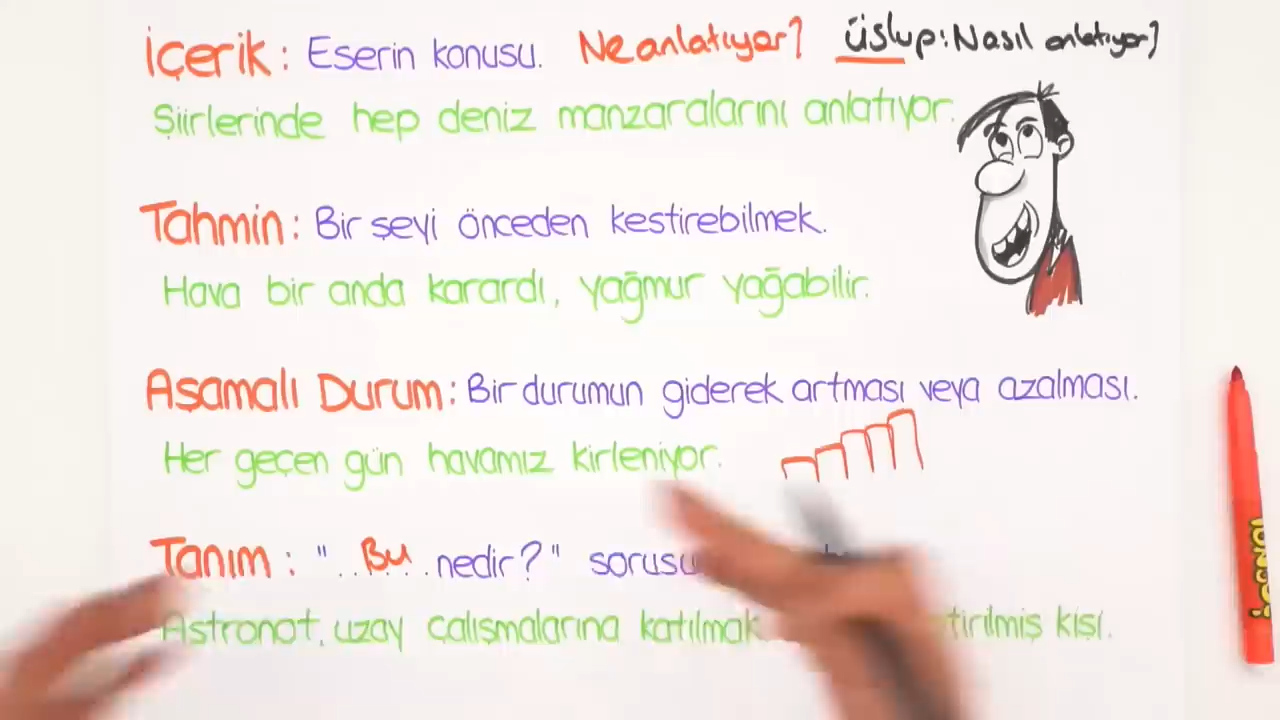 İçerik: Eserin konusu. Ne anlatıyor? üslup: Nasıl anlatıyor?
Şiirlerinde hep deniz manzaralarını anlatıyor.
Tahmin: Bir şeyi önceden kestirebilmek.
Hava bir anda karardı, yağmur yağabilir.
Aşamalı Durum: Bir durumun giderek artması veya azalması.
Her geçen gün havamız kirleniyor.
Tanım: "..Bu..nedir?"
Astronot, uzay çalışmalarına katılmak kişi.